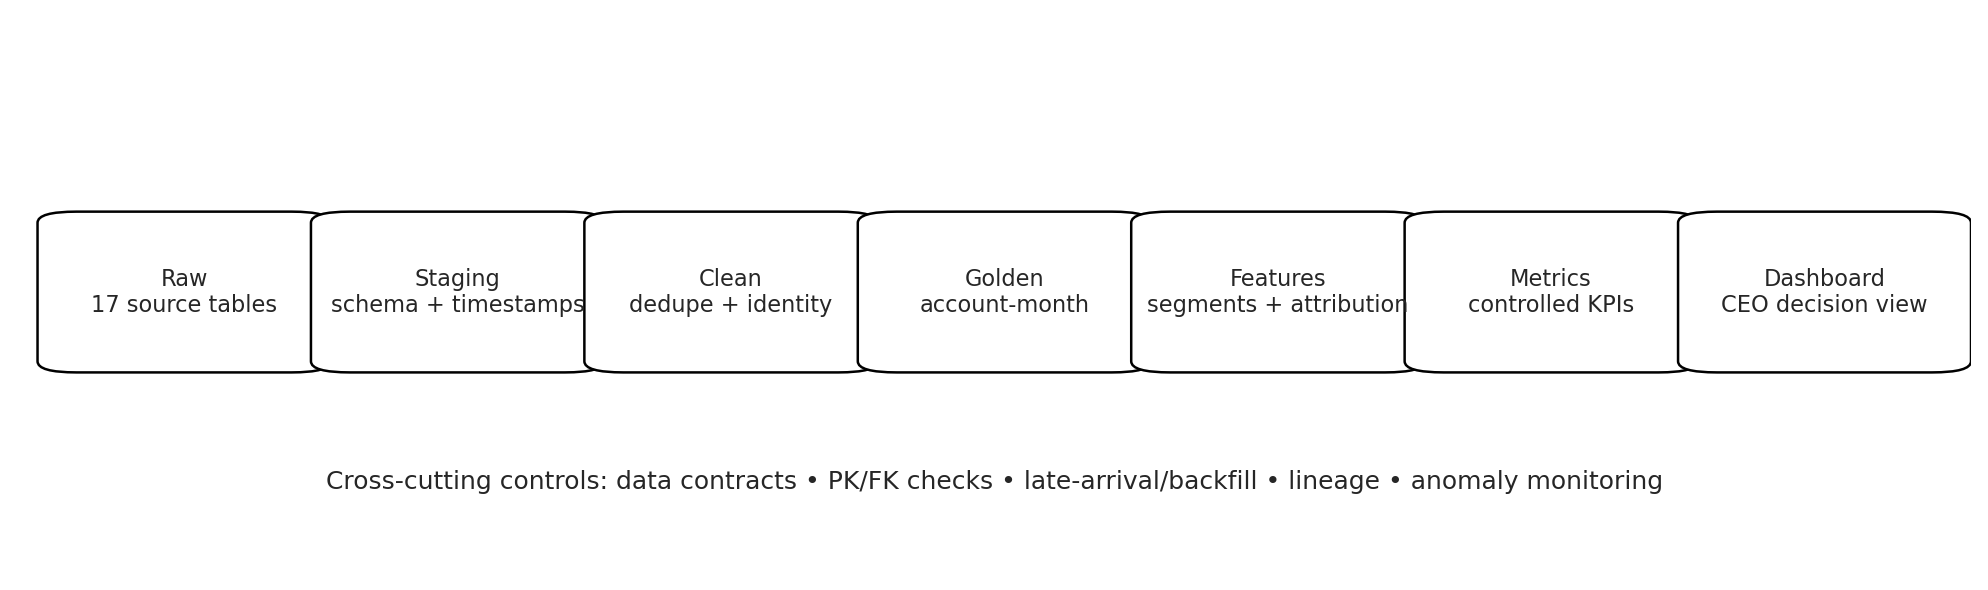 Raw
17 source tables
Staging
schema + timestamps
Clean
dedupe + identity
Golden
account-month
Features
segments + attribution
Metrics
controlled KPIs
Dashboard
CEO decision view
Cross-cutting controls: data contracts • PK/FK checks • late-arrival/backfill • lineage • anomaly monitoring